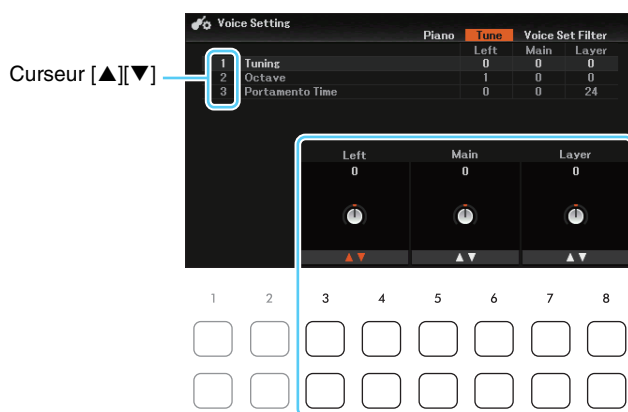 Voice Setting
Piano Tune Voice Set Filter
Left Main Layer
1 Tuning 0 0 0
2 Octave 1 0 0
3 Portamento Time 0 0 24
Curseur [▲][▼]
Left Main Layer
0 0 0
▲▼ ▲▼ ▲▼
1 2 3 4 5 6 7 8